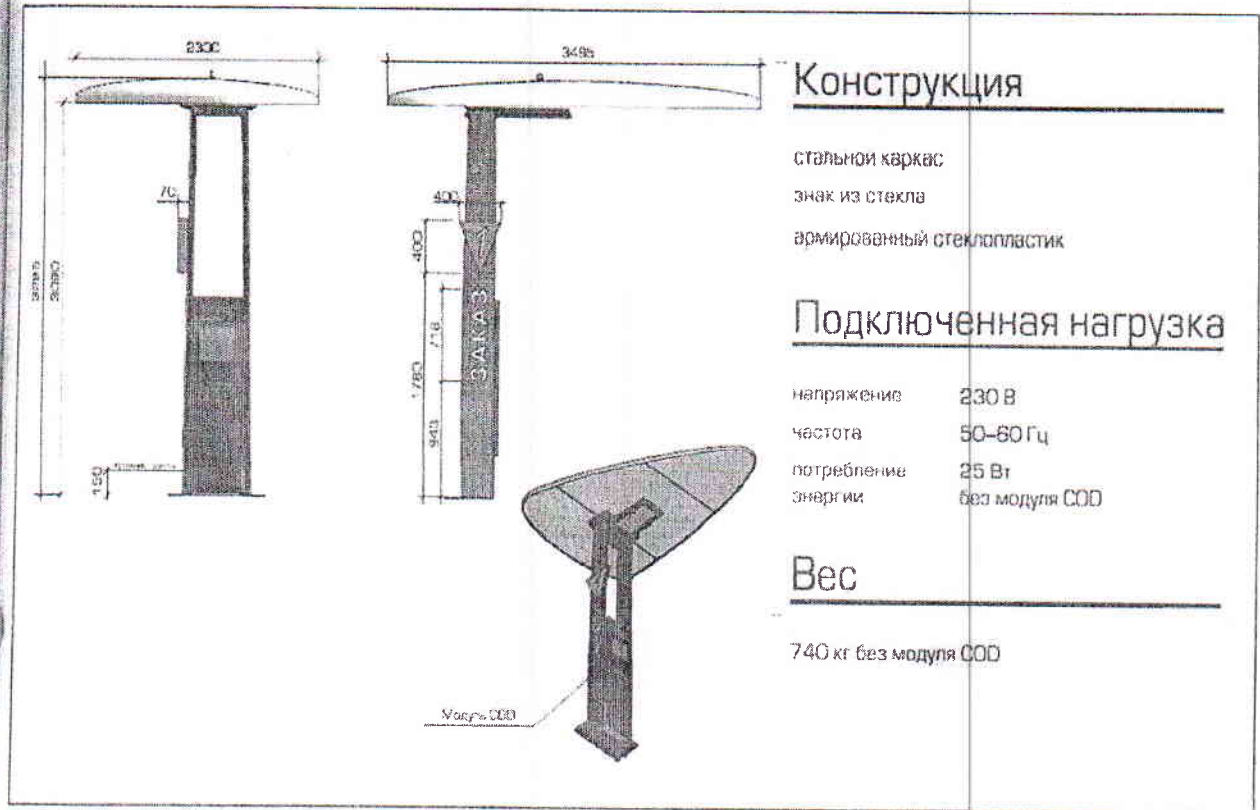 2300
3495
70
400
400
3090
718
1780
943
150
ЗАКАЗ
Модуль COD
Конструкция
стальной каркас
знак из стекла
армированный стеклопластик
Подключенная нагрузка
напряжение 230 В
частота 50-60 Гц
потребление 25 Вт
энергии без модуля COD
Вес
740 кг без модуля COD